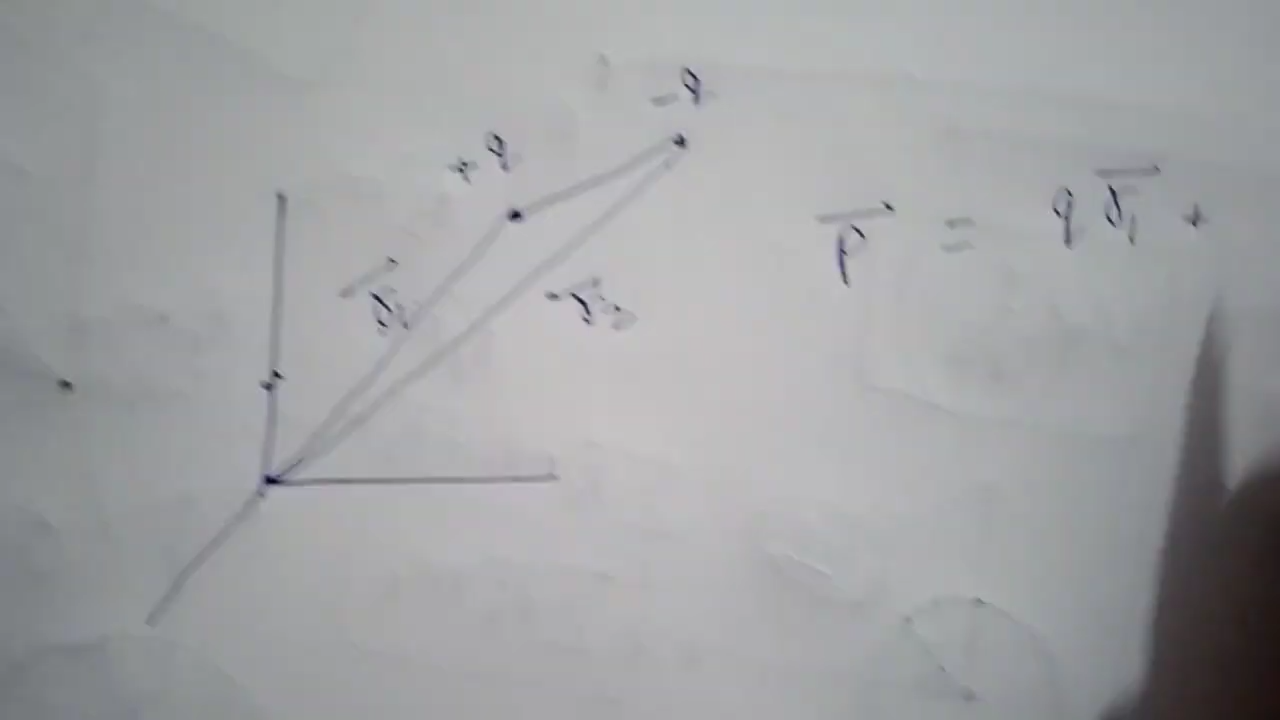 -q
+q
r⃗₁
r⃗₂
p⃗ = q r⃗₁ +